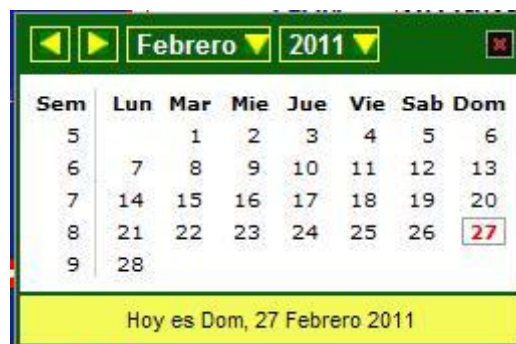 Febrero 2011
Sem Lun Mar Mie Jue Vie Sab Dom
5 1 2 3 4 5 6
6 7 8 9 10 11 12 13
7 14 15 16 17 18 19 20
8 21 22 23 24 25 26 27
9 28
Hoy es Dom, 27 Febrero 2011